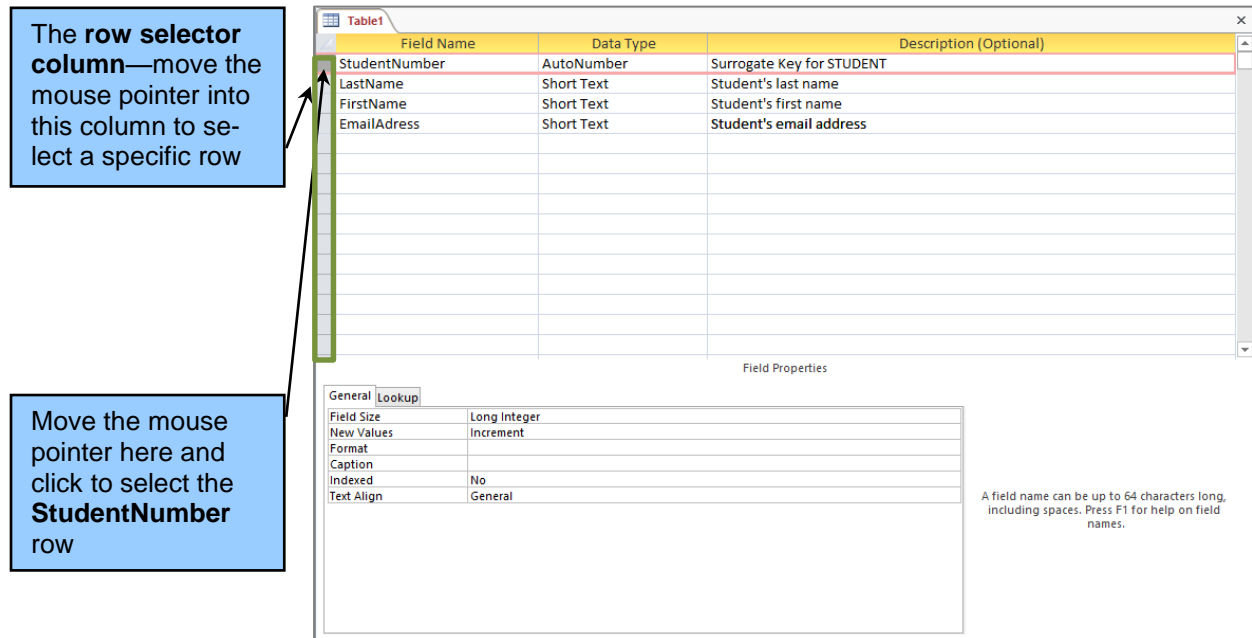 The row selector
column—move the
mouse pointer into
this column to se-
lect a specific row
Move the mouse
pointer here and
click to select the
StudentNumber
row
Table1
Field Name Data Type Description (Optional)
StudentNumber AutoNumber Surrogate Key for STUDENT
LastName Short Text Student's last name
FirstName Short Text Student's first name
EmailAdress Short Text Student's email address
Field Properties
General Lookup
Field Size Long Integer
New Values Increment
Format
Caption
Indexed No
Text Align General
A field name can be up to 64 characters long,
including spaces. Press F1 for help on field
names.